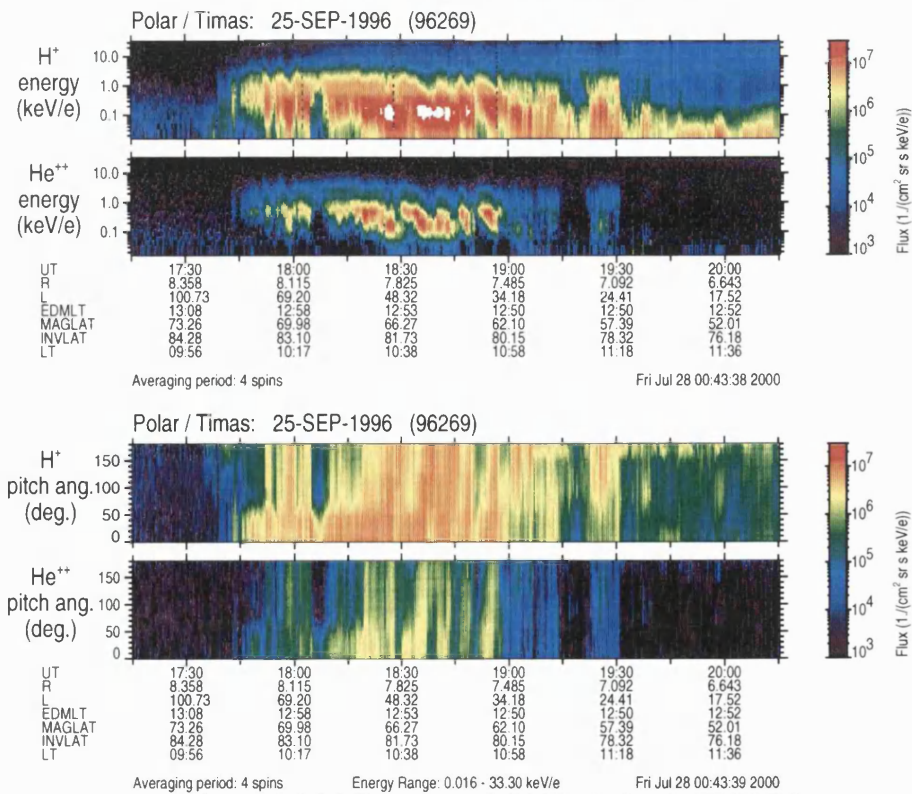 Polar / Timas: 25-SEP-1996 (96269)
H+
energy
(keV/e)
10.0
1.0
0.1
He++
energy
(keV/e)
10.0
1.0
0.1
10^7
10^6
10^5
10^4
10^3
Flux (1./(cm² sr s keV/e))
UT 17:30 18:00 18:30 19:00 19:30 20:00
R 8.358 8.115 7.825 7.485 7.092 6.643
L 100.73 69.20 48.32 34.18 24.41 17.52
EDMLT 13:08 12:58 12:53 12:50 12:50 12:52
MAGLAT 73.26 69.98 66.27 62.10 57.39 52.01
INVLAT 84.28 83.10 81.73 80.15 78.32 76.18
LT 09:56 10:17 10:38 10:58 11:18 11:36
Averaging period: 4 spins Fri Jul 28 00:43:38 2000
Polar / Timas: 25-SEP-1996 (96269)
H+
pitch ang.
(deg.)
150
100
50
0
He++
pitch ang.
(deg.)
150
100
50
0
10^7
10^6
10^5
10^4
10^3
Flux (1./(cm² sr s keV/e))
UT 17:30 18:00 18:30 19:00 19:30 20:00
R 8.358 8.115 7.825 7.485 7.092 6.643
L 100.73 69.20 48.32 34.18 24.41 17.52
EDMLT 13:08 12:58 12:53 12:50 12:50 12:52
MAGLAT 73.26 69.98 66.27 62.10 57.39 52.01
INVLAT 84.28 83.10 81.73 80.15 78.32 76.18
LT 09:56 10:17 10:38 10:58 11:18 11:36
Averaging period: 4 spins Energy Range: 0.016 - 33.30 keV/e Fri Jul 28 00:43:39 2000